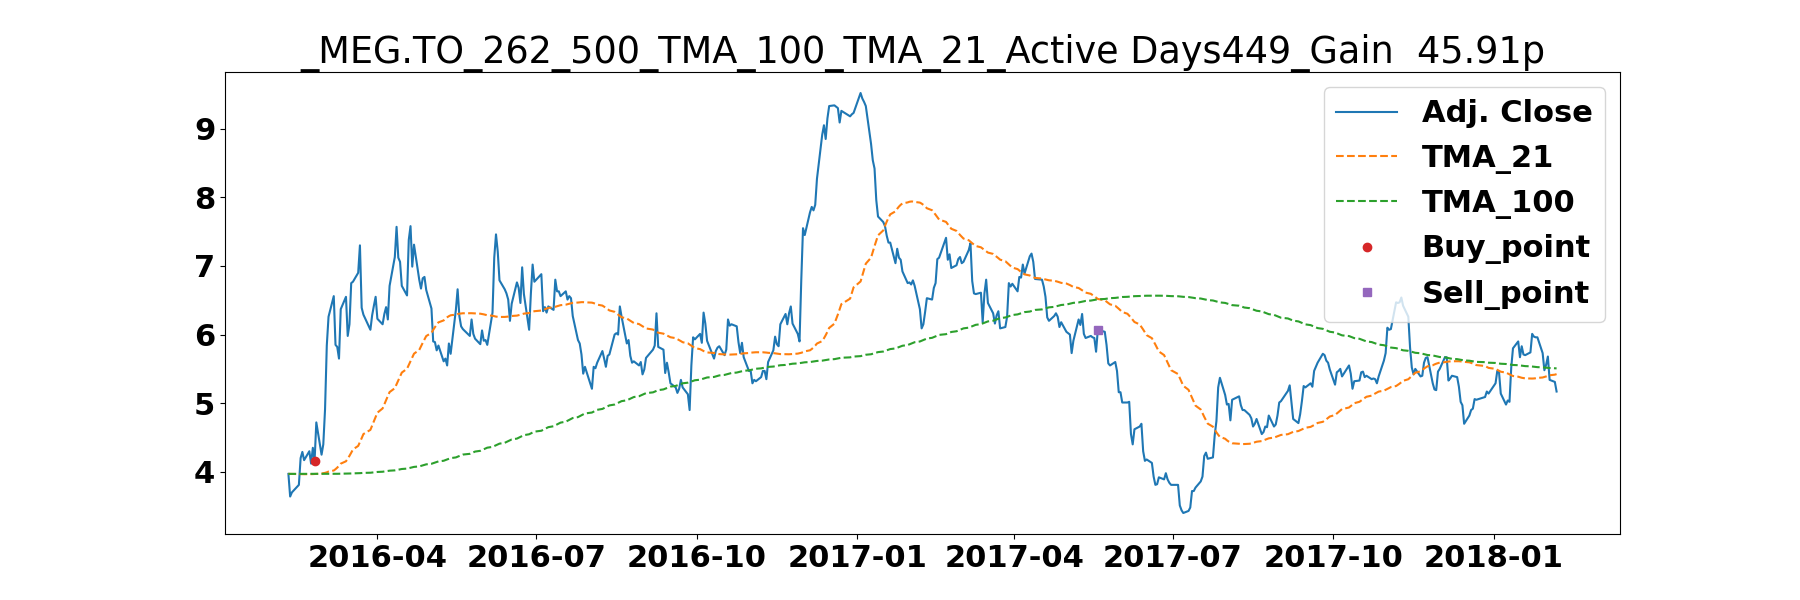 _MEG.TO_262_500_TMA_100_TMA_21_Active Days449_Gain  45.91p
9
8
7
6
5
4
Adj. Close
TMA_21
TMA_100
Buy_point
Sell_point
2016-04 2016-07 2016-10 2017-01 2017-04 2017-07 2017-10 2018-01